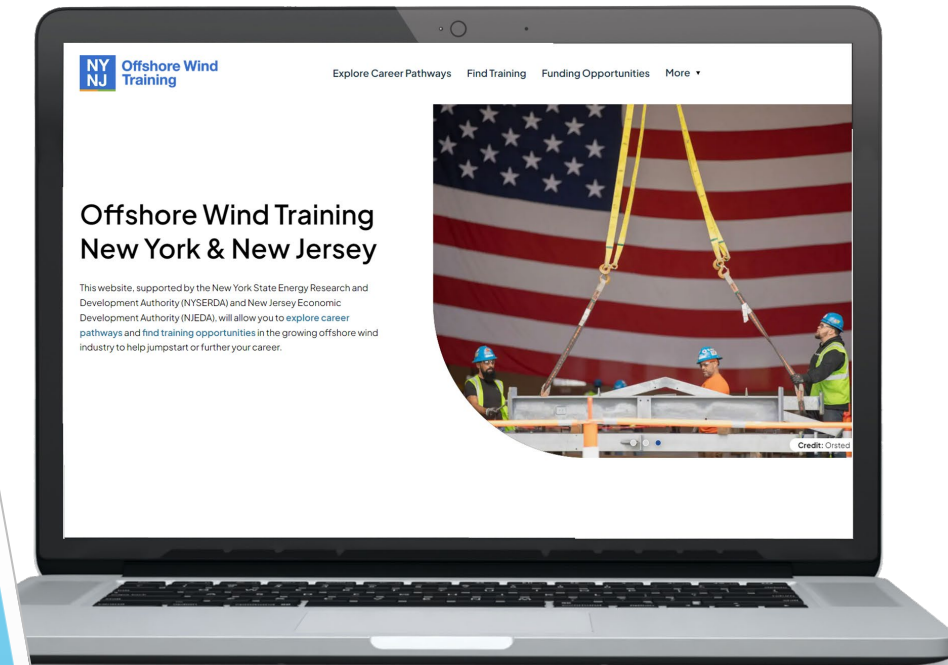 NY
NJ
Offshore Wind
Training
Explore Career Pathways Find Training Funding Opportunities More ▾
Offshore Wind Training
New York & New Jersey
This website, supported by the New York State Energy Research and
Development Authority (NYSERDA) and New Jersey Economic
Development Authority (NJEDA), will allow you to explore career
pathways and find training opportunities in the growing offshore wind
industry to help jumpstart or further your career.
Credit: Orsted